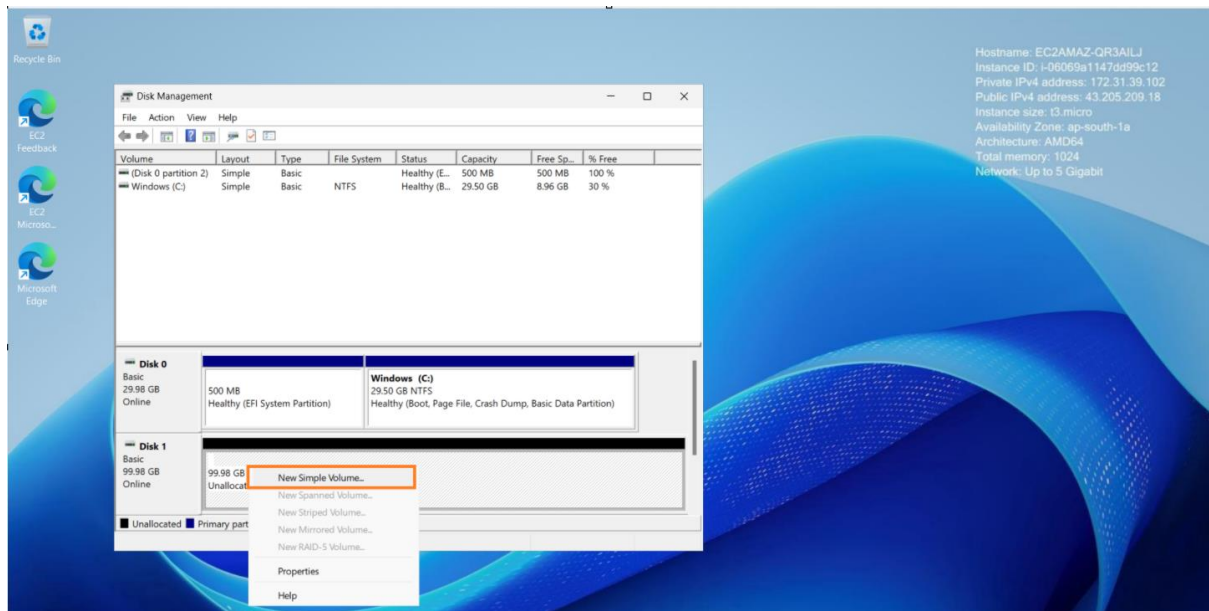 Recycle Bin
EC2
Feedback
EC2
Microso...
Microsoft
Edge
Hostname: EC2AMAZ-QR3AILJ
Instance ID: i-06069a1147dd99c12
Private IPv4 address: 172.31.39.102
Public IPv4 address: 43.205.209.18
Instance size: t3.micro
Availability Zone: ap-south-1a
Architecture: AMD64
Total memory: 1024
Network: Up to 5 Gigabit
Disk Management
File Action View Help
Volume Layout Type File System Status Capacity Free Sp... % Free
(Disk 0 partition 2) Simple Basic Healthy (E... 500 MB 500 MB 100 %
Windows (C:) Simple Basic NTFS Healthy (B... 29.50 GB 8.96 GB 30 %
Disk 0
Basic
29.98 GB
Online
500 MB
Healthy (EFI System Partition)
Windows (C:)
29.50 GB NTFS
Healthy (Boot, Page File, Crash Dump, Basic Data Partition)
Disk 1
Basic
99.98 GB
Online
99.98 GB
Unallocat
New Simple Volume...
New Spanned Volume...
New Striped Volume...
New Mirrored Volume...
New RAID-5 Volume...
Properties
Help
Unallocated Primary part